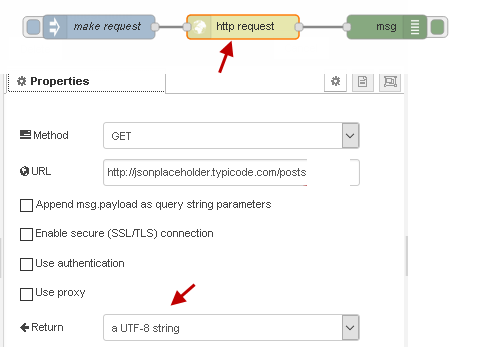 make request
http request
msg
Properties
Method
GET
URL
http://jsonplaceholder.typicode.com/posts
Append msg.payload as query string parameters
Enable secure (SSL/TLS) connection
Use authentication
Use proxy
Return
a UTF-8 string